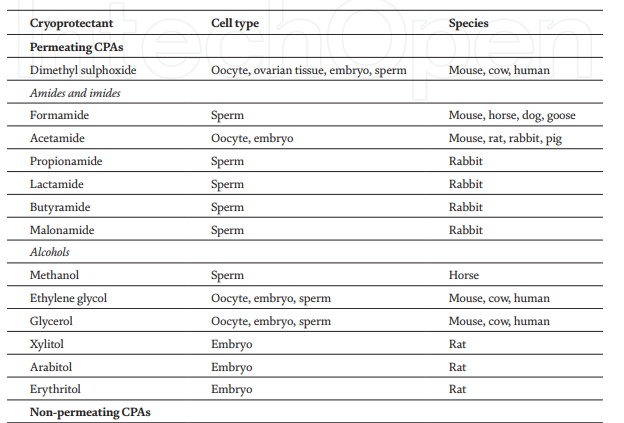 IntechOpen
Cryoprotectant Cell type Species
Permeating CPAs
Dimethyl sulphoxide Oocyte, ovarian tissue, embryo, sperm Mouse, cow, human
Amides and imides
Formamide Sperm Mouse, horse, dog, goose
Acetamide Oocyte, embryo Mouse, rat, rabbit, pig
Propionamide Sperm Rabbit
Lactamide Sperm Rabbit
Butyramide Sperm Rabbit
Malonamide Sperm Rabbit
Alcohols
Methanol Sperm Horse
Ethylene glycol Oocyte, embryo, sperm Mouse, cow, human
Glycerol Oocyte, embryo, sperm Mouse, cow, human
Xylitol Embryo Rat
Arabitol Embryo Rat
Erythritol Embryo Rat
Non-permeating CPAs